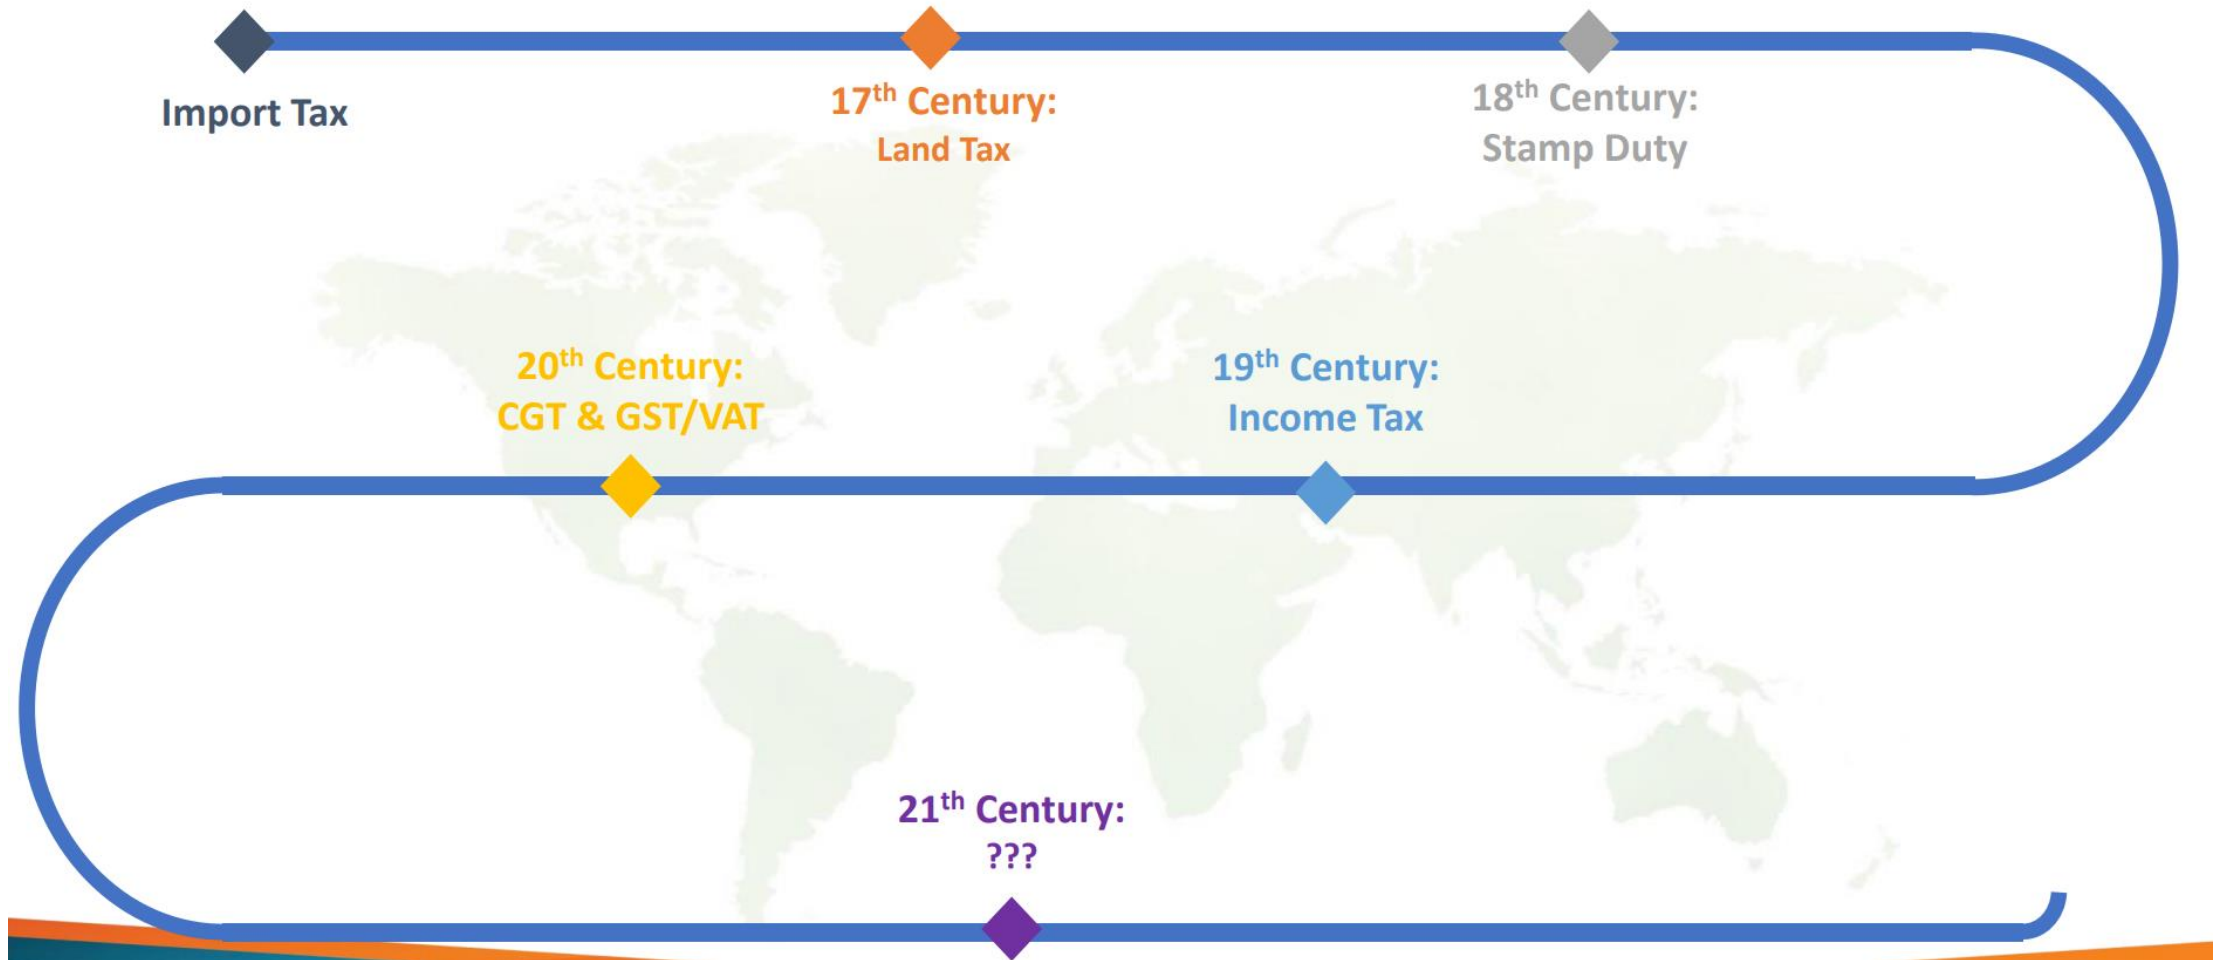 Import Tax
17th Century:
Land Tax
18th Century:
Stamp Duty
19th Century:
Income Tax
20th Century:
CGT & GST/VAT
21th Century:
???